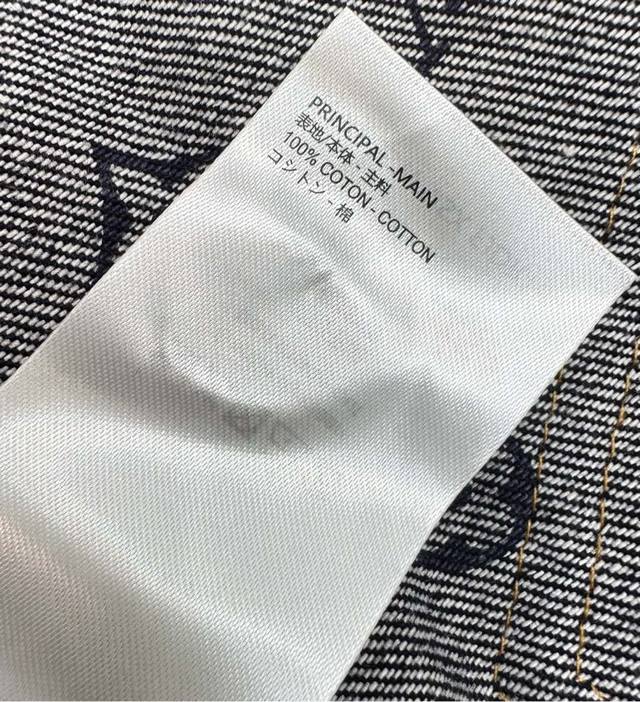 PRINCIPAL - MAIN
表地/本体 - 主料
100% COTON - COTTON
コットン - 棉